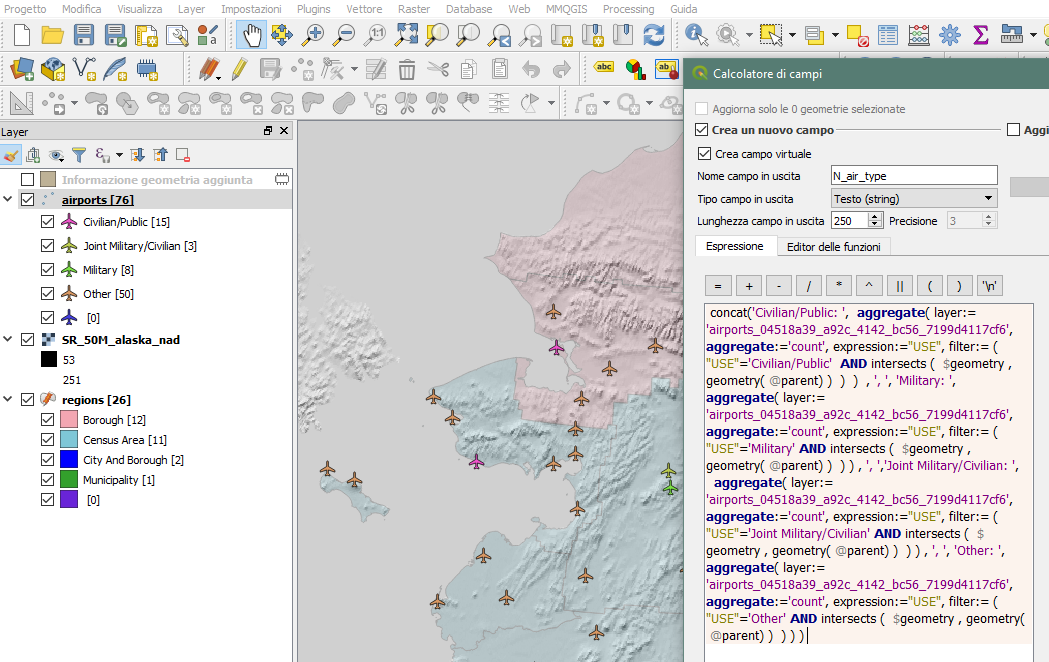 Progetto Modifica Visualizza Layer Impostazioni Plugins Vettore Raster Database Web MMQGIS Processing Guida
abc
ab
Layer
Informazione geometria aggiunta
airports [76]
Civilian/Public [15]
Joint Military/Civilian [3]
Military [8]
Other [50]
[0]
SR_50M_alaska_nad
53
251
regions [26]
Borough [12]
Census Area [11]
City And Borough [2]
Municipality [1]
[0]
Calcolatore di campi
Aggiorna solo le 0 geometrie selezionate
Crea un nuovo campo
Aggi
Crea campo virtuale
Nome campo in uscita N_air_type
Tipo campo in uscita Testo (string)
Lunghezza campo in uscita 250 Precisione 3
Espressione Editor delle funzioni
= + - / * ^ || ( ) '\n'
concat('Civilian/Public: ', aggregate( layer:=
'airports_04518a39_a92c_4142_bc56_7199d4117cf6',
aggregate:='count', expression:="USE", filter:= (
"USE"='Civilian/Public' AND intersects ( $geometry ,
geometry( @parent) ) ) ) , ', ', 'Military: ',
aggregate( layer:=
'airports_04518a39_a92c_4142_bc56_7199d4117cf6',
aggregate:='count', expression:="USE", filter:= (
"USE"='Military' AND intersects ( $geometry ,
geometry( @parent) ) ) ) , ', ','Joint Military/Civilian: ',
aggregate( layer:=
'airports_04518a39_a92c_4142_bc56_7199d4117cf6',
aggregate:='count', expression:="USE", filter:= (
"USE"='Joint Military/Civilian' AND intersects ( $
geometry , geometry( @parent) ) ) ) , ', ', 'Other: ',
aggregate( layer:=
'airports_04518a39_a92c_4142_bc56_7199d4117cf6',
aggregate:='count', expression:="USE", filter:= (
"USE"='Other' AND intersects ( $geometry , geometry(
@parent) ) ) ) )